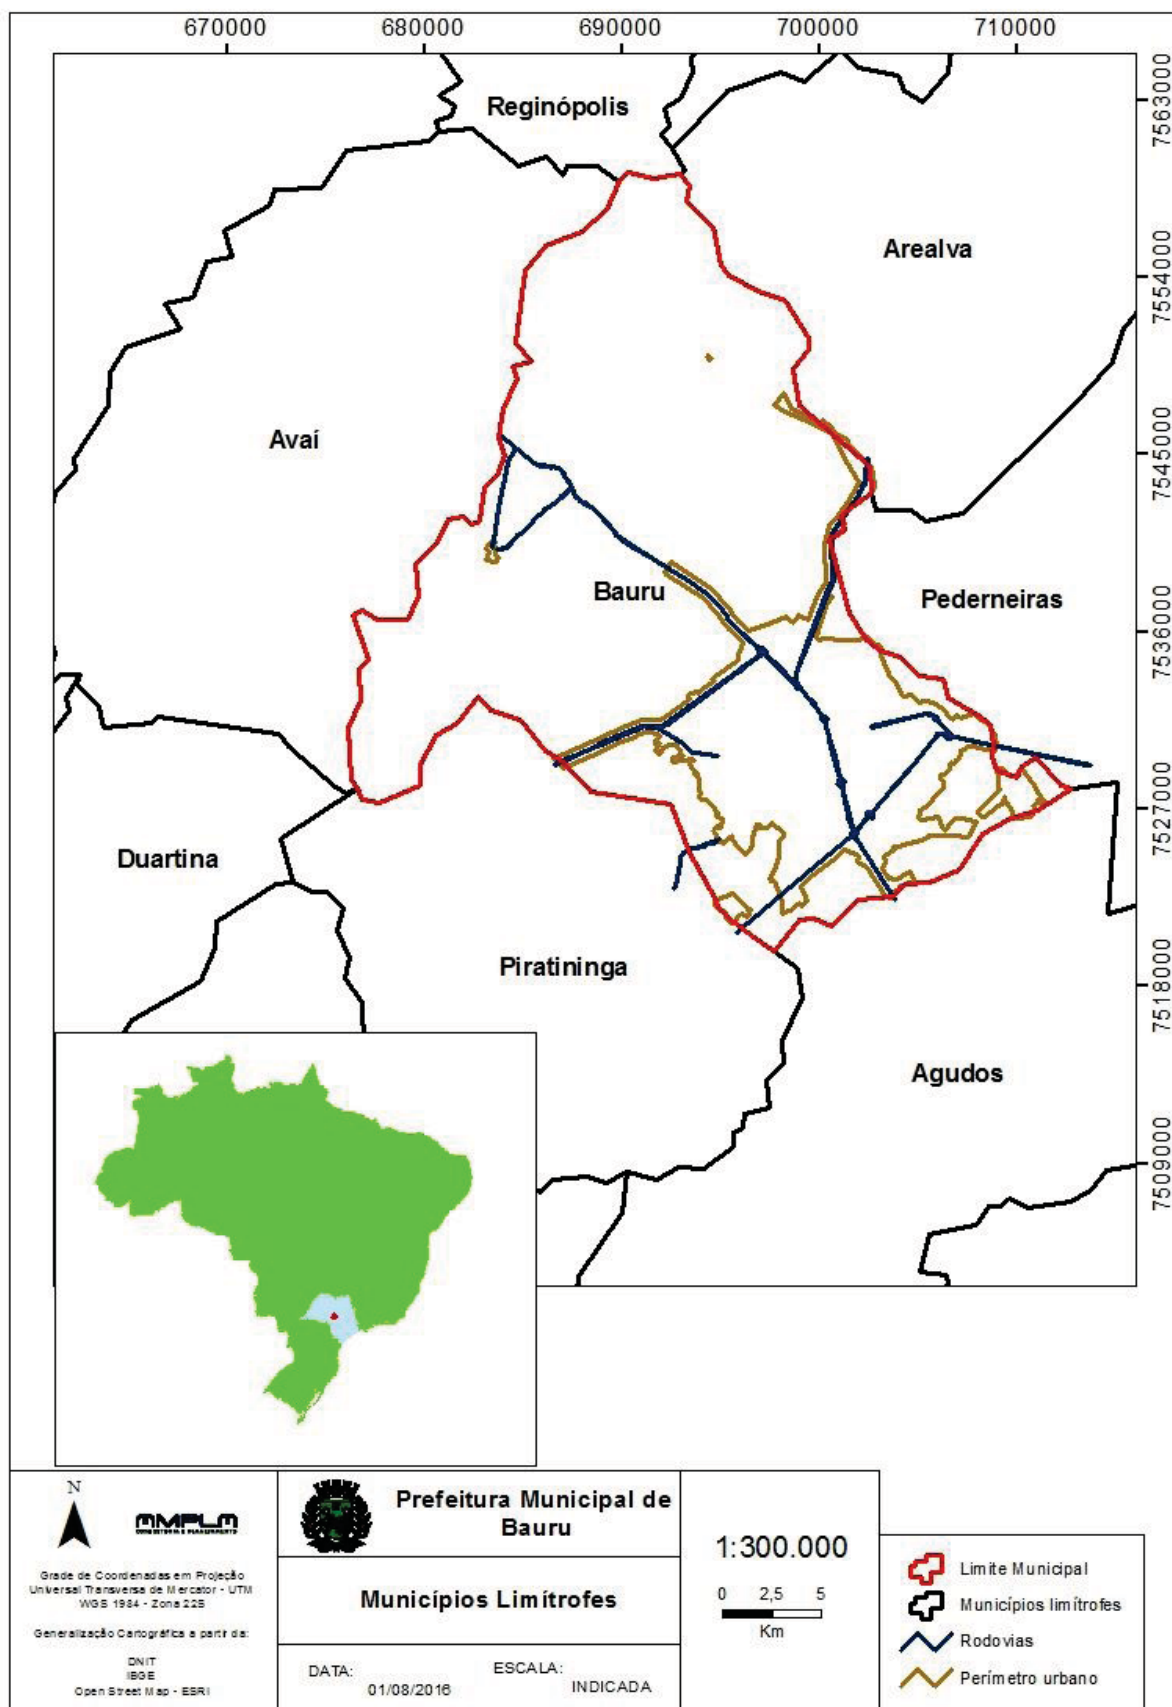 670000 680000 690000 700000 710000
7563000
Reginópolis
Arealva
7554000
Avaí
7545000
Bauru
Pederneiras
7536000
7527000
Duartina
Piratininga
7518000
Agudos
7509000
N
MMPLM
CONSULTORIA E PLANEJAMENTO
Grade de Coordenadas em Projeção
Universal Transversa de Mercator - UTM
WGS 1984 - Zona 22S
Generalização Cartográfica a partir da:
DNIT
IBGE
Open Street Map - ESRI
Prefeitura Municipal de
Bauru
Municípios Limítrofes
DATA:
01/08/2016
ESCALA:
INDICADA
1:300.000
0 2,5 5
Km
Limite Municipal
Municípios limítrofes
Rodovias
Perímetro urbano